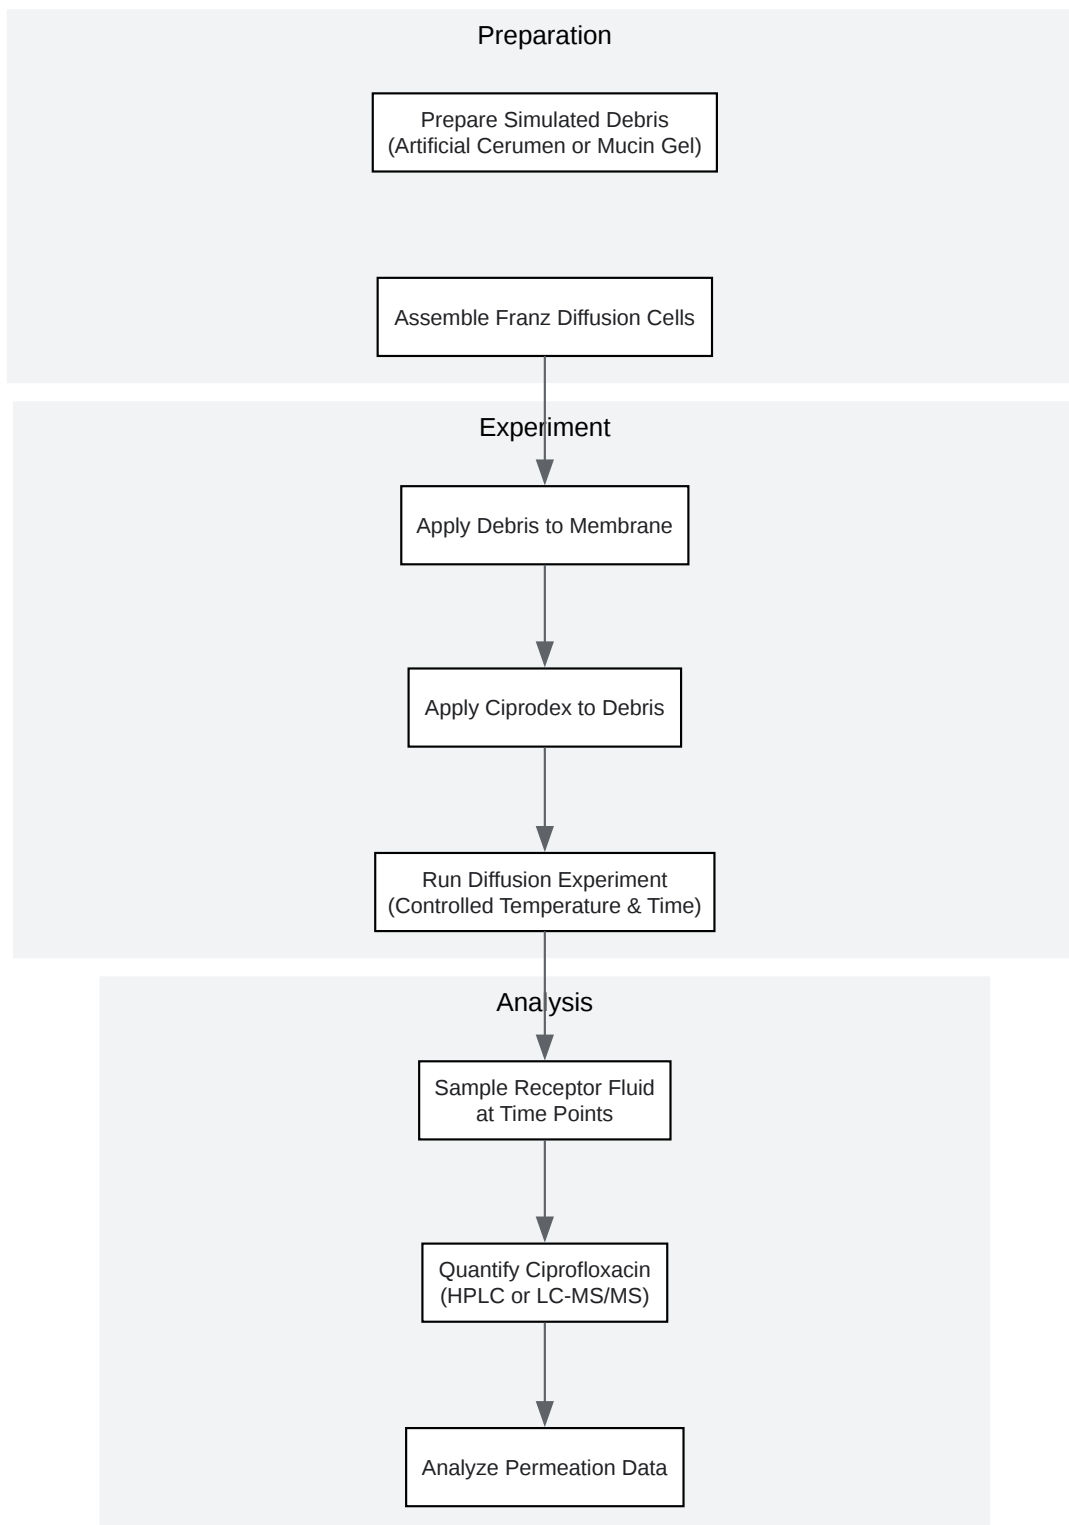 Preparation
Prepare Simulated Debris
(Artificial Cerumen or Mucin Gel)
Assemble Franz Diffusion Cells
Experiment
Apply Debris to Membrane
Apply Ciprodex to Debris
Run Diffusion Experiment
(Controlled Temperature & Time)
Analysis
Sample Receptor Fluid
at Time Points
Quantify Ciprofloxacin
(HPLC or LC-MS/MS)
Analyze Permeation Data